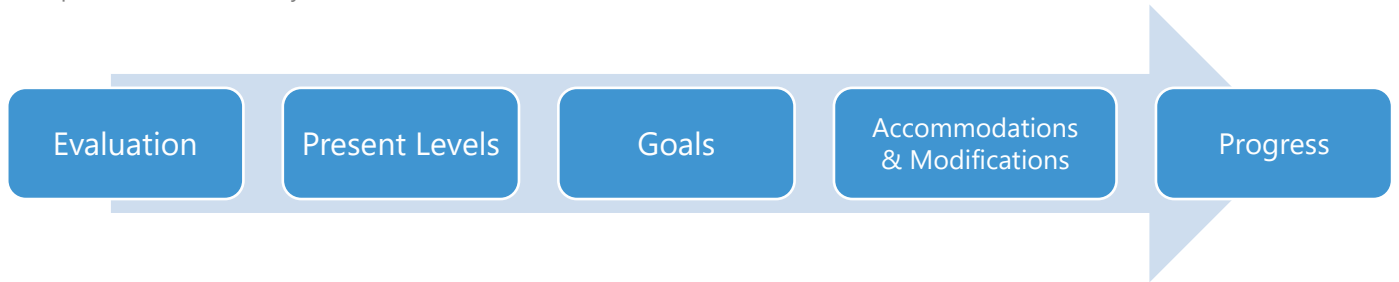 Evaluation
Present Levels
Goals
Accommodations
& Modifications
Progress